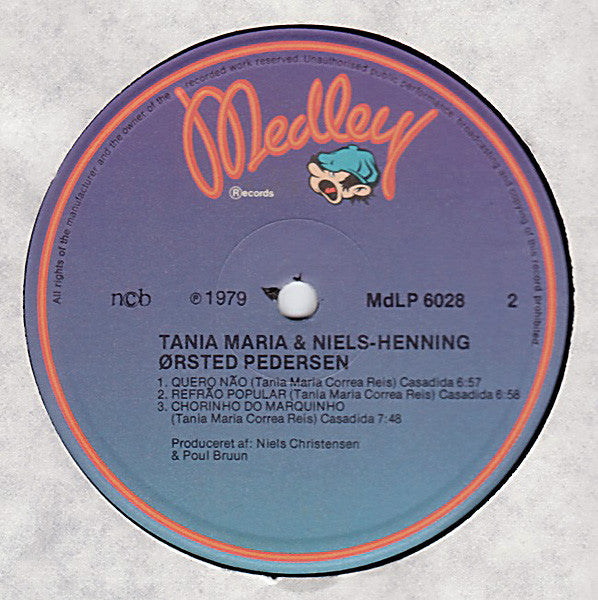 All rights of the manufacturer and the owner of the recorded work reserved. Unauthorised public performance, broadcasting and copying of this record prohibited.
Medley
Ⓡecords
ncb
℗ 1979
MdLP 6028
2
TANIA MARIA & NIELS-HENNING
ØRSTED PEDERSEN
1. QUERO NÃO (Tania Maria Correa Reis) Casadida 6:57
2. REFRÃO POPULAR (Tania Maria Correa Reis) Casadida 6:58
3. CHORINHO DO MARQUINHO
(Tania Maria Correa Reis) Casadida 7:48
Produceret af: Niels Christensen
& Poul Bruun